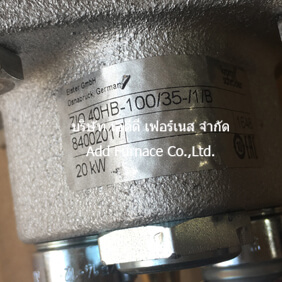 Elster GmbH
Osnabrück, Germany
ZIO 40HB-100/35-/1/B
84002017
บริษัท แอ๊ดดี เฟอร์เนส จำกัด
Add Furnace Co.,Ltd.
20 kW